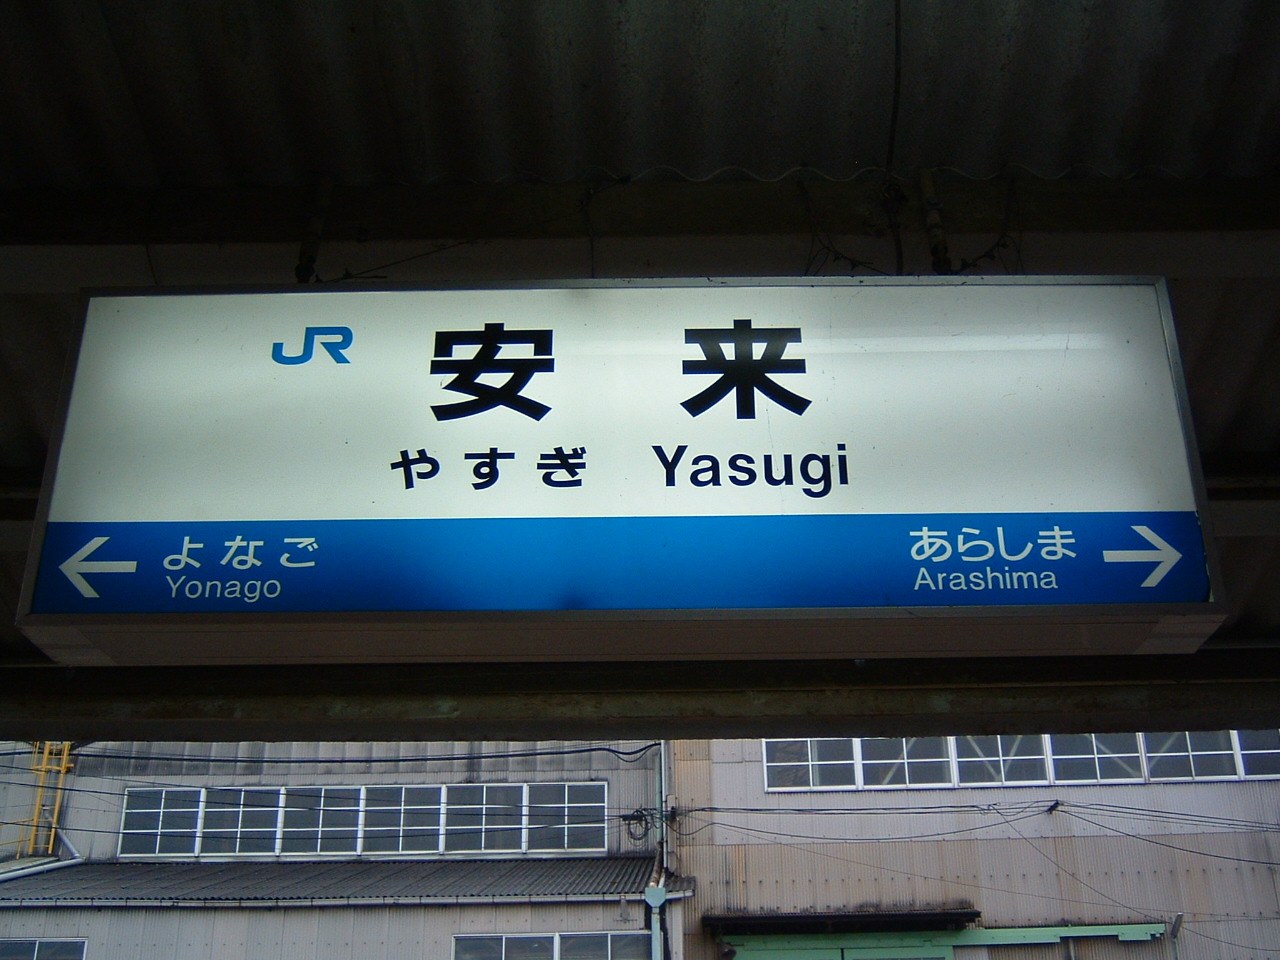 JR 安来
やすぎ Yasugi
← よなご
Yonago
あらしま →
Arashima